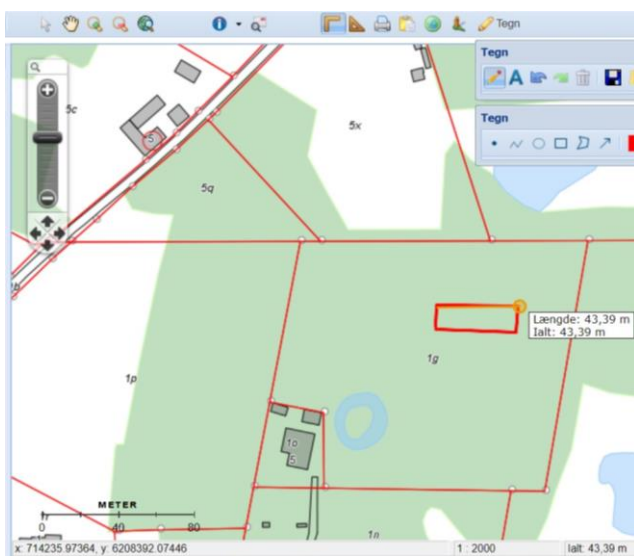 Tegn
Tegn
A
Tegn
5c
5
5x
5q
Længde: 43,39 m
Ialt: 43,39 m
1g
1p
1o
5
METER
0 40 80
1n
x: 714235.97364, y: 6208392.07446
1 : 2000
Ialt: 43,39 m